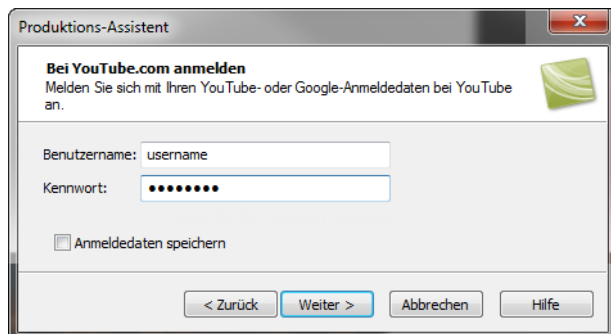 Produktions-Assistent
Bei YouTube.com anmelden
Melden Sie sich mit Ihren YouTube- oder Google-Anmeldedaten bei YouTube
an.
Benutzername: username
Kennwort: ●●●●●●●●
Anmeldedaten speichern
< Zurück Weiter > Abbrechen Hilfe